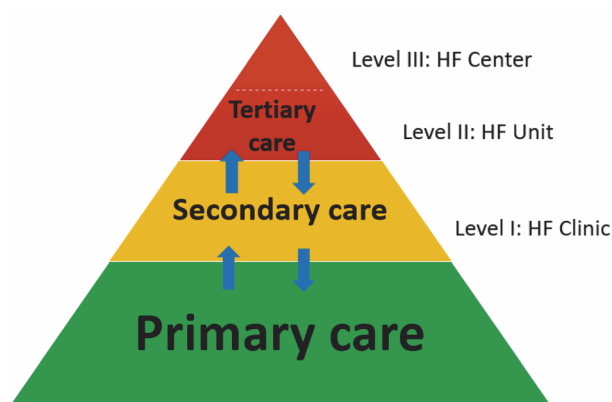 Level III: HF Center
Tertiary
care
Level II: HF Unit
Secondary care
Level I: HF Clinic
Primary care